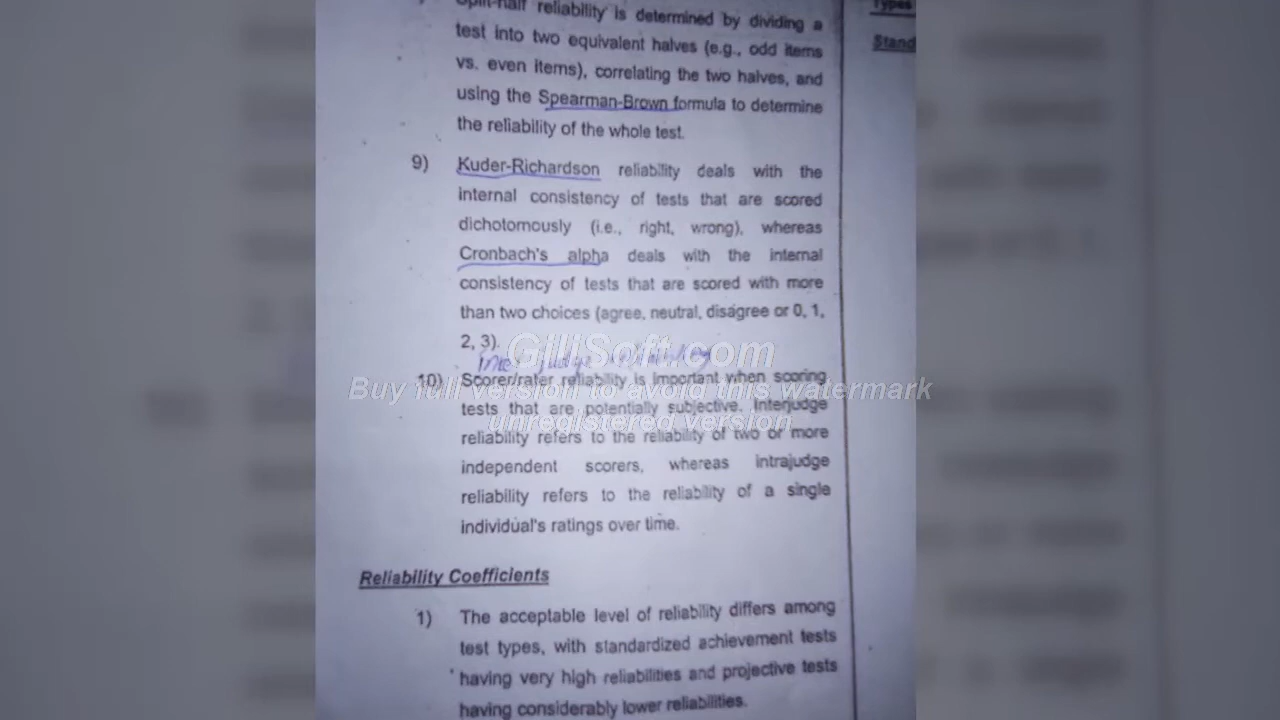 Split-half reliability is determined by dividing a
test into two equivalent halves (e.g., odd items
vs. even items), correlating the two halves, and
using the Spearman-Brown formula to determine
the reliability of the whole test.
9) Kuder-Richardson reliability deals with the
internal consistency of tests that are scored
dichotomously (i.e., right, wrong), whereas
Cronbach's alpha deals with the internal
consistency of tests that are scored with more
than two choices (agree, neutral, disagree or 0, 1,
2, 3).
GilliSoft.com
judge
10) Scorer/rater reliability is important when scoring
Buy full version to avoid this watermark
tests that are potentially subjective. Interjudge
unregistered version
reliability refers to the reliability of two or more
independent scorers, whereas intrajudge
reliability refers to the reliability of a single
individual's ratings over time.
Reliability Coefficients
1) The acceptable level of reliability differs among
test types, with standardized achievement tests
having very high reliabilities and projective tests
having considerably lower reliabilities.
Types
Stand